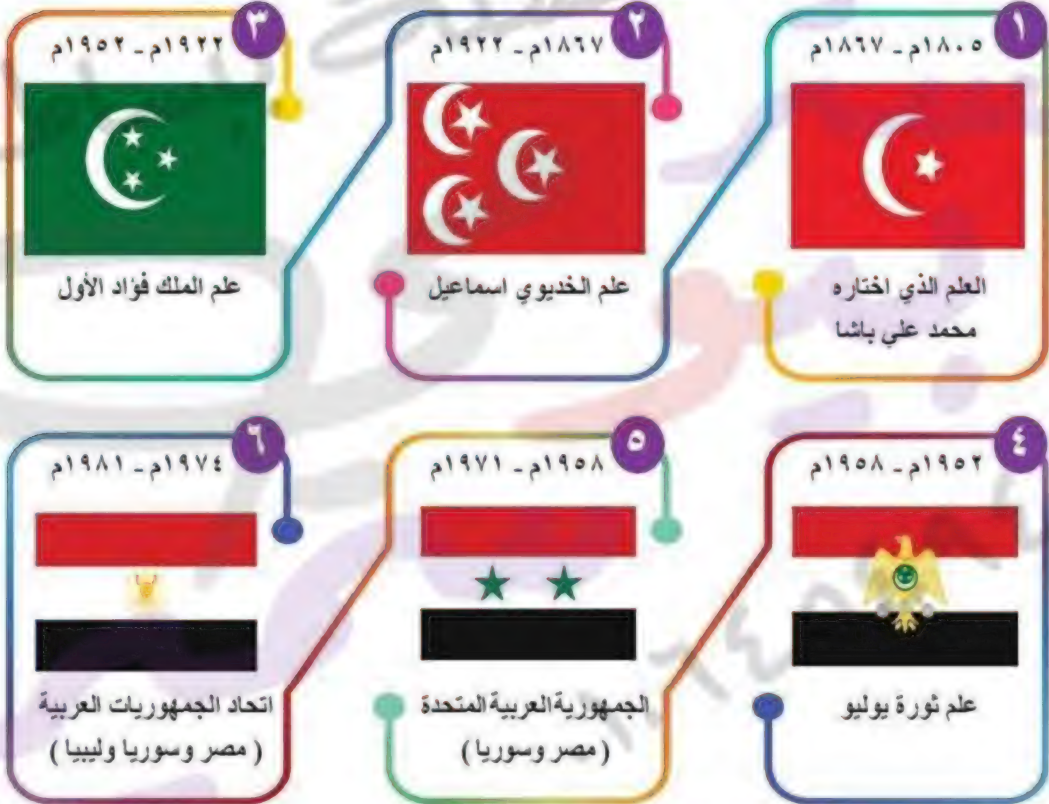 ١
١٨٠٥م - ١٨٦٧م
العلم الذي اختاره
محمد علي باشا
٢
١٨٦٧م - ١٩٢٢م
علم الخديوي اسماعيل
٣
١٩٢٢م - ١٩٥٢م
علم الملك فؤاد الأول
٤
١٩٥٢م - ١٩٥٨م
علم ثورة يوليو
٥
١٩٥٨م - ١٩٧١م
الجمهورية العربية المتحدة
( مصر وسوريا )
٦
١٩٧٤م - ١٩٨١م
اتحاد الجمهوريات العربية
( مصر وسوريا وليبيا )